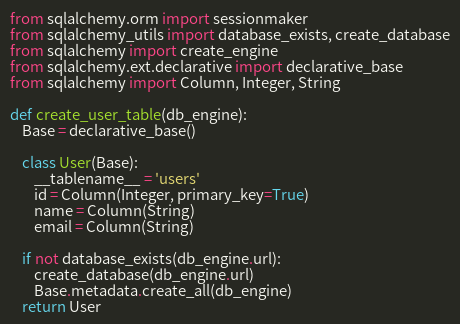 from sqlalchemy.orm import sessionmaker
from sqlalchemy_utils import database_exists, create_database
from sqlalchemy import create_engine
from sqlalchemy.ext.declarative import declarative_base
from sqlalchemy import Column, Integer, String

def create_user_table(db_engine):
    Base = declarative_base()

    class User(Base):
        __tablename__ = 'users'
        id = Column(Integer, primary_key=True)
        name = Column(String)
        email = Column(String)

    if not database_exists(db_engine.url):
        create_database(db_engine.url)
        Base.metadata.create_all(db_engine)
    return User